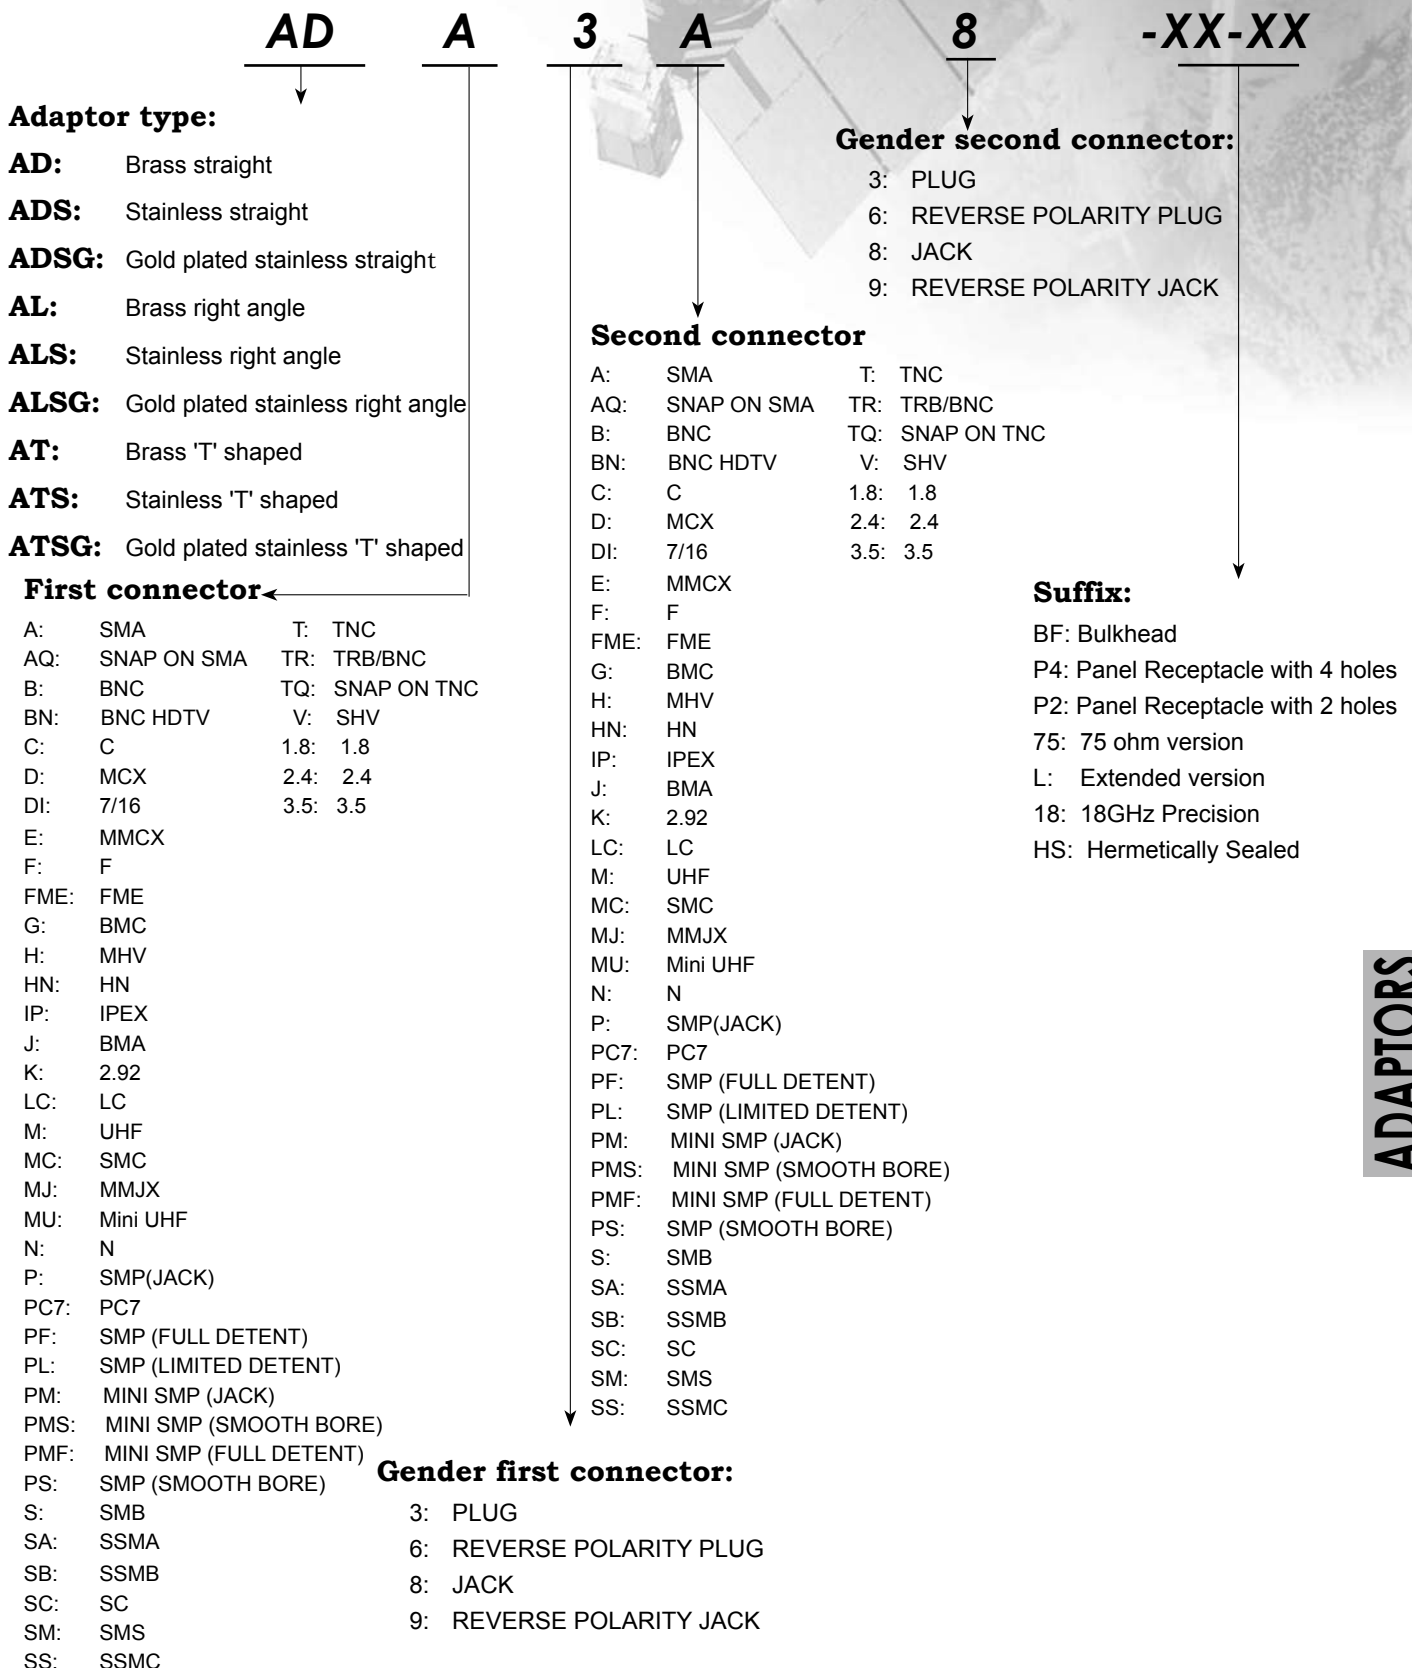 AD A 3 A 8 -XX-XX
Adaptor type:
AD: Brass straight
ADS: Stainless straight
ADSG: Gold plated stainless straight
AL: Brass right angle
ALS: Stainless right angle
ALSG: Gold plated stainless right angle
AT: Brass 'T' shaped
ATS: Stainless 'T' shaped
ATSG: Gold plated stainless 'T' shaped
First connector
A: SMA T: TNC
AQ: SNAP ON SMA TR: TRB/BNC
B: BNC TQ: SNAP ON TNC
BN: BNC HDTV V: SHV
C: C 1.8: 1.8
D: MCX 2.4: 2.4
DI: 7/16 3.5: 3.5
E: MMCX
F: F
FME: FME
G: BMC
H: MHV
HN: HN
IP: IPEX
J: BMA
K: 2.92
LC: LC
M: UHF
MC: SMC
MJ: MMJX
MU: Mini UHF
N: N
P: SMP(JACK)
PC7: PC7
PF: SMP (FULL DETENT)
PL: SMP (LIMITED DETENT)
PM: MINI SMP (JACK)
PMS: MINI SMP (SMOOTH BORE)
PMF: MINI SMP (FULL DETENT)
PS: SMP (SMOOTH BORE)
S: SMB
SA: SSMA
SB: SSMB
SC: SC
SM: SMS
SS: SSMC
Gender first connector:
3: PLUG
6: REVERSE POLARITY PLUG
8: JACK
9: REVERSE POLARITY JACK
Second connector
A: SMA T: TNC
AQ: SNAP ON SMA TR: TRB/BNC
B: BNC TQ: SNAP ON TNC
BN: BNC HDTV V: SHV
C: C 1.8: 1.8
D: MCX 2.4: 2.4
DI: 7/16 3.5: 3.5
E: MMCX
F: F
FME: FME
G: BMC
H: MHV
HN: HN
IP: IPEX
J: BMA
K: 2.92
LC: LC
M: UHF
MC: SMC
MJ: MMJX
MU: Mini UHF
N: N
P: SMP(JACK)
PC7: PC7
PF: SMP (FULL DETENT)
PL: SMP (LIMITED DETENT)
PM: MINI SMP (JACK)
PMS: MINI SMP (SMOOTH BORE)
PMF: MINI SMP (FULL DETENT)
PS: SMP (SMOOTH BORE)
S: SMB
SA: SSMA
SB: SSMB
SC: SC
SM: SMS
SS: SSMC
Gender second connector:
3: PLUG
6: REVERSE POLARITY PLUG
8: JACK
9: REVERSE POLARITY JACK
Suffix:
BF: Bulkhead
P4: Panel Receptacle with 4 holes
P2: Panel Receptacle with 2 holes
75: 75 ohm version
L: Extended version
18: 18GHz Precision
HS: Hermetically Sealed
ADAPTORS